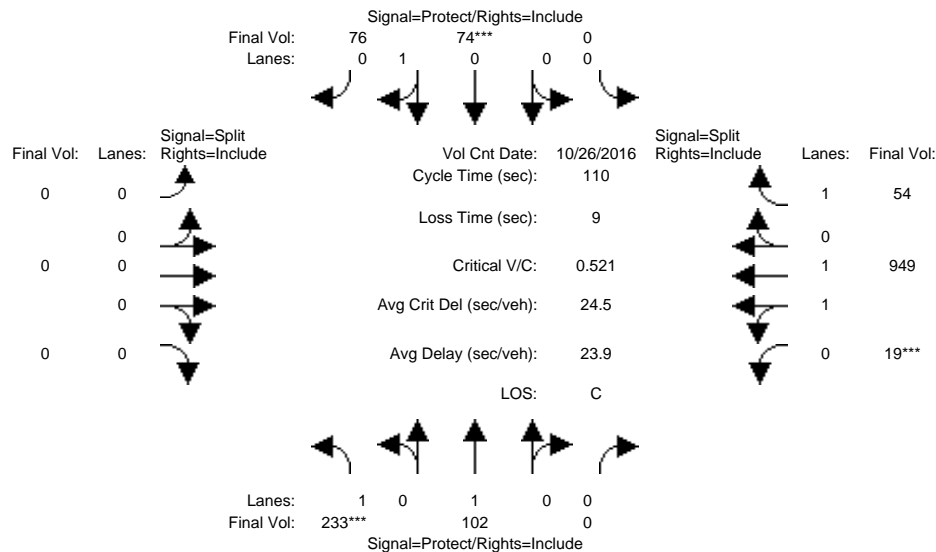 Signal=Protect/Rights=Include
Final Vol: 76 74*** 0
Lanes: 0 1 0 0 0
Signal=Split
Final Vol: Lanes: Rights=Include
Vol Cnt Date: 10/26/2016
Signal=Split
Rights=Include Lanes: Final Vol:
Cycle Time (sec): 110
0 0
1 54
Loss Time (sec): 9
0
0
0 0
Critical V/C: 0.521
1 949
0
Avg Crit Del (sec/veh): 24.5
1
0 0
Avg Delay (sec/veh): 23.9
0 19***
LOS: C
Lanes: 1 0 1 0 0
Final Vol: 233*** 102 0
Signal=Protect/Rights=Include